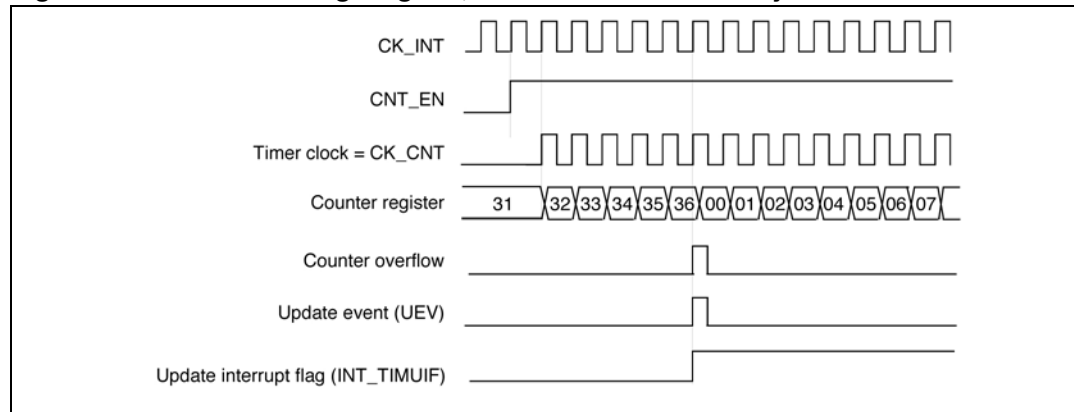 CK_INT
CNT_EN
Timer clock = CK_CNT
Counter register 31 32 33 34 35 36 00 01 02 03 04 05 06 07
Counter overflow
Update event (UEV)
Update interrupt flag (INT_TIMUIF)